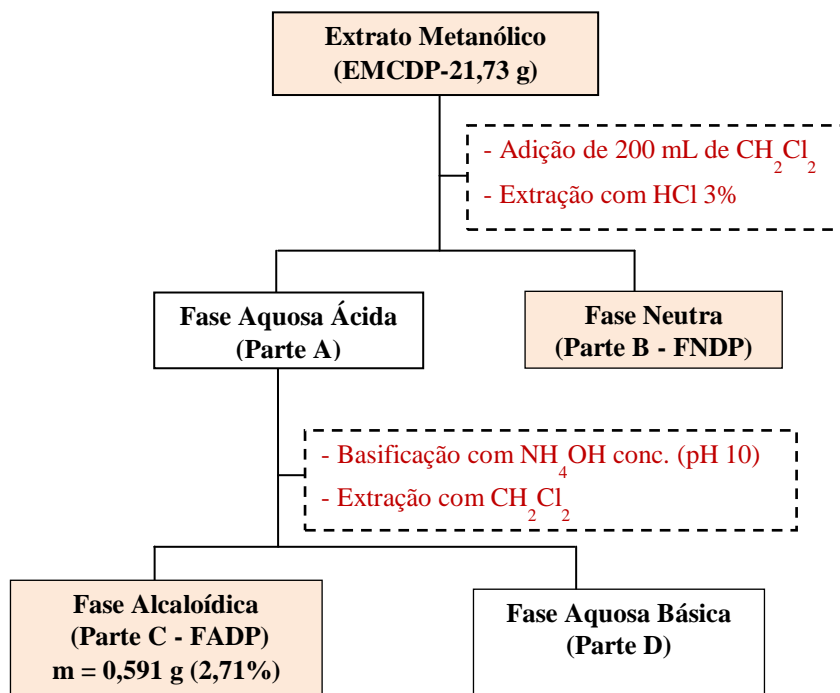 Extrato Metanólico
(EMCDP-21,73 g)
- Adição de 200 mL de CH2Cl2
- Extração com HCl 3%
Fase Aquosa Ácida
(Parte A)
Fase Neutra
(Parte B - FNDP)
- Basificação com NH4OH conc. (pH 10)
- Extração com CH2Cl2
Fase Alcaloídica
(Parte C - FADP)
m = 0,591 g (2,71%)
Fase Aquosa Básica
(Parte D)